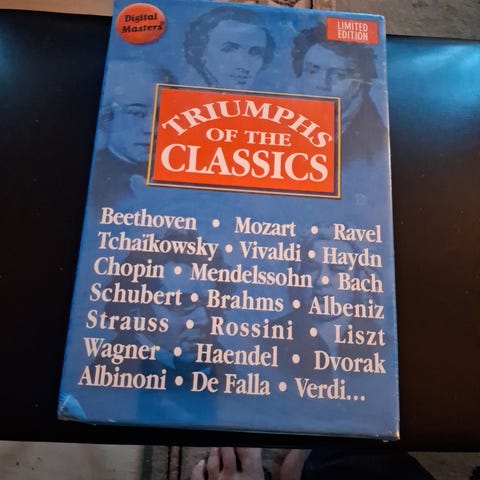 Digital
Masters
LIMITED
EDITION
TRIUMPHS
OF THE
CLASSICS
Beethoven • Mozart • Ravel
Tchaïkowsky • Vivaldi • Haydn
Chopin • Mendelssohn • Bach
Schubert • Brahms • Albeniz
Strauss • Rossini • Liszt
Wagner • Haendel • Dvorak
Albinoni • De Falla • Verdi...